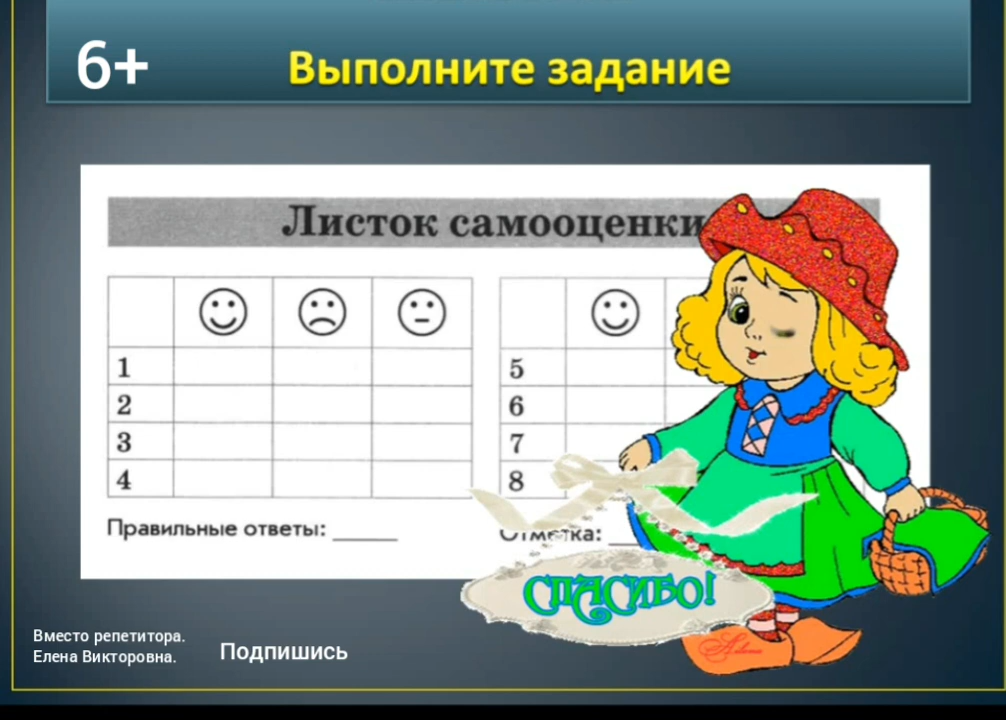 6+
Выполните задание
Листок самооценки
1
2
3
4
5
6
7
8
Правильные ответы:
Отметка:
СПАСИБО!
Вместо репетитора.
Елена Викторовна.
Подпишись